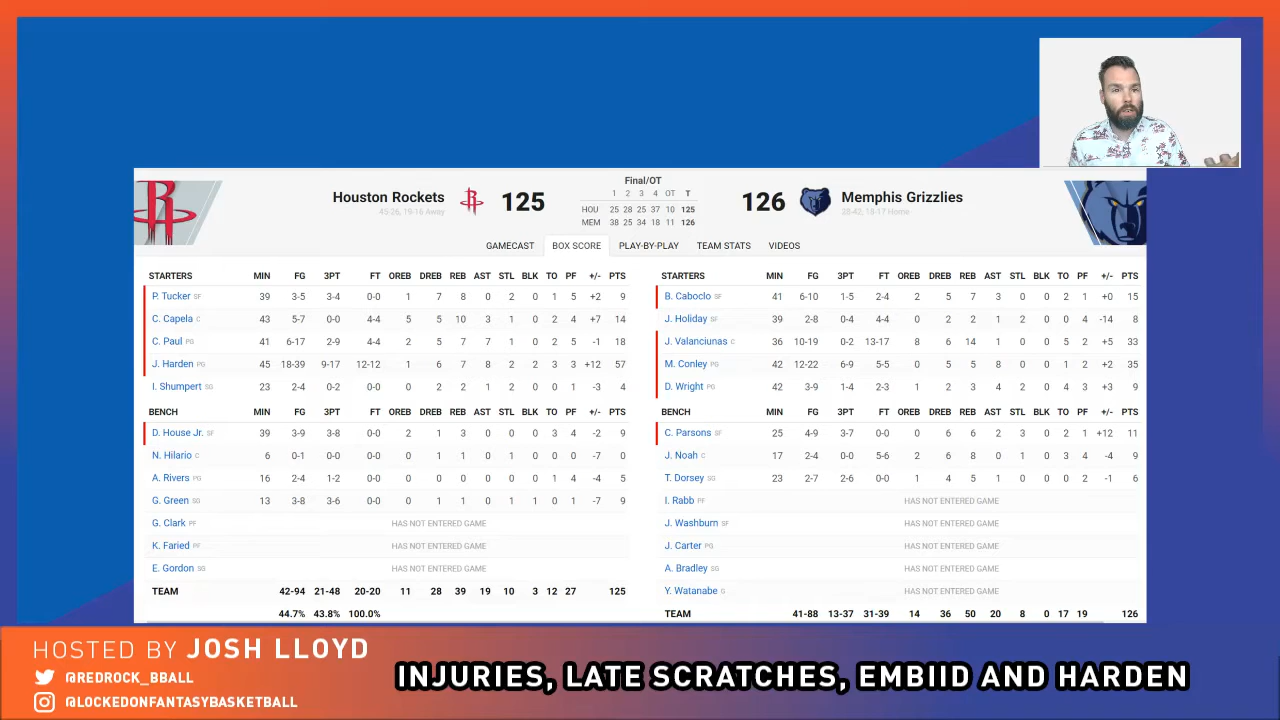 Final/OT
Houston Rockets 125 126 Memphis Grizzlies
45-26, 19-16 Away 28-42, 18-17 Home
1 2 3 4 OT T
HOU 25 28 25 37 10 125
MEM 38 25 34 18 11 126
GAMECAST BOX SCORE PLAY-BY-PLAY TEAM STATS VIDEOS
STARTERS MIN FG 3PT FT OREB DREB REB AST STL BLK TO PF +/- PTS
P. Tucker SF 39 3-5 3-4 0-0 1 7 8 0 2 0 1 5 +2 9
C. Capela C 43 5-7 0-0 4-4 5 5 10 3 1 0 2 4 +7 14
C. Paul PG 41 6-17 2-9 4-4 2 5 7 7 1 0 2 5 -1 18
J. Harden PG 45 18-39 9-17 12-12 1 6 7 8 2 2 3 3 +12 57
I. Shumpert SG 23 2-4 0-2 0-0 0 2 2 1 2 0 0 1 -3 4
BENCH MIN FG 3PT FT OREB DREB REB AST STL BLK TO PF +/- PTS
D. House Jr. SF 39 3-9 3-8 0-0 2 1 3 0 0 0 3 4 -2 9
N. Hilario C 6 0-1 0-0 0-0 0 1 1 0 1 0 0 0 -7 0
A. Rivers PG 16 2-4 1-2 0-0 0 0 0 0 0 0 1 4 -4 5
G. Green SG 13 3-8 3-6 0-0 0 1 1 0 1 1 0 1 -7 9
G. Clark PF HAS NOT ENTERED GAME
K. Faried PF HAS NOT ENTERED GAME
E. Gordon SG HAS NOT ENTERED GAME
TEAM 42-94 21-48 20-20 11 28 39 19 10 3 12 27 125
44.7% 43.8% 100.0%
STARTERS MIN FG 3PT FT OREB DREB REB AST STL BLK TO PF +/- PTS
B. Caboclo SF 41 6-10 1-5 2-4 2 5 7 3 0 0 2 1 +0 15
J. Holiday SF 39 2-8 0-4 4-4 0 2 2 1 2 0 0 4 -14 8
J. Valanciunas C 36 10-19 0-2 13-17 8 6 14 1 0 0 4 2 +5 33
M. Conley PG 42 12-22 6-9 5-5 0 5 5 8 0 0 1 2 +2 35
D. Wright PG 42 3-9 1-4 2-3 1 2 3 4 2 0 4 3 +3 9
BENCH MIN FG 3PT FT OREB DREB REB AST STL BLK TO PF +/- PTS
C. Parsons SF 25 4-9 3-7 0-0 0 6 6 2 3 0 2 1 +12 11
J. Noah C 17 2-4 0-0 5-6 2 6 8 0 1 0 3 4 -4 9
T. Dorsey SG 23 2-7 2-6 0-0 1 4 5 1 0 0 0 2 -1 6
I. Rabb PF HAS NOT ENTERED GAME
J. Washburn SF HAS NOT ENTERED GAME
J. Carter PG HAS NOT ENTERED GAME
A. Bradley SG HAS NOT ENTERED GAME
Y. Watanabe G HAS NOT ENTERED GAME
TEAM 41-88 13-37 31-39 14 36 50 20 8 0 17 19 126
HOSTED BY JOSH LLOYD
@REDROCK_BBALL
@LOCKEDONFANTASYBASKETBALL
INJURIES, LATE SCRATCHES, EMBIID AND HARDEN